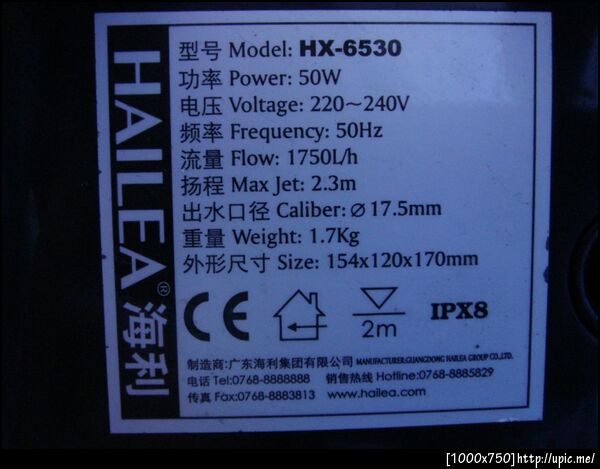 HAILEA® 海利
型号 Model: HX-6530
功率 Power: 50W
电压 Voltage: 220~240V
频率 Frequency: 50Hz
流量 Flow: 1750L/h
扬程 Max Jet: 2.3m
出水口径 Caliber: Ø 17.5mm
重量 Weight: 1.7Kg
外形尺寸 Size: 154x120x170mm
CE
2m
IPX8
制造商:广东海利集团有限公司 MANUFACTURER:GUANGDONG HAILEA GROUP CO.,LTD.
电话 Tel:0768-8888888 销售热线 Hotline:0768-8885829
传真 Fax:0768-8883813 www.hailea.com
[1000x750]http://upic.me/